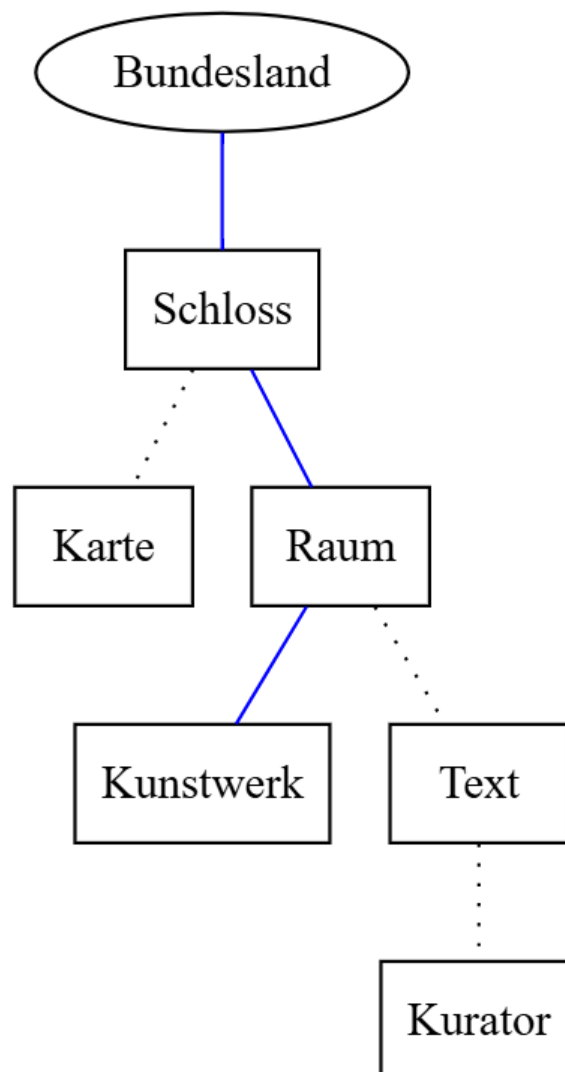 Bundesland
Schloss
Karte
Raum
Kunstwerk
Text
Kurator